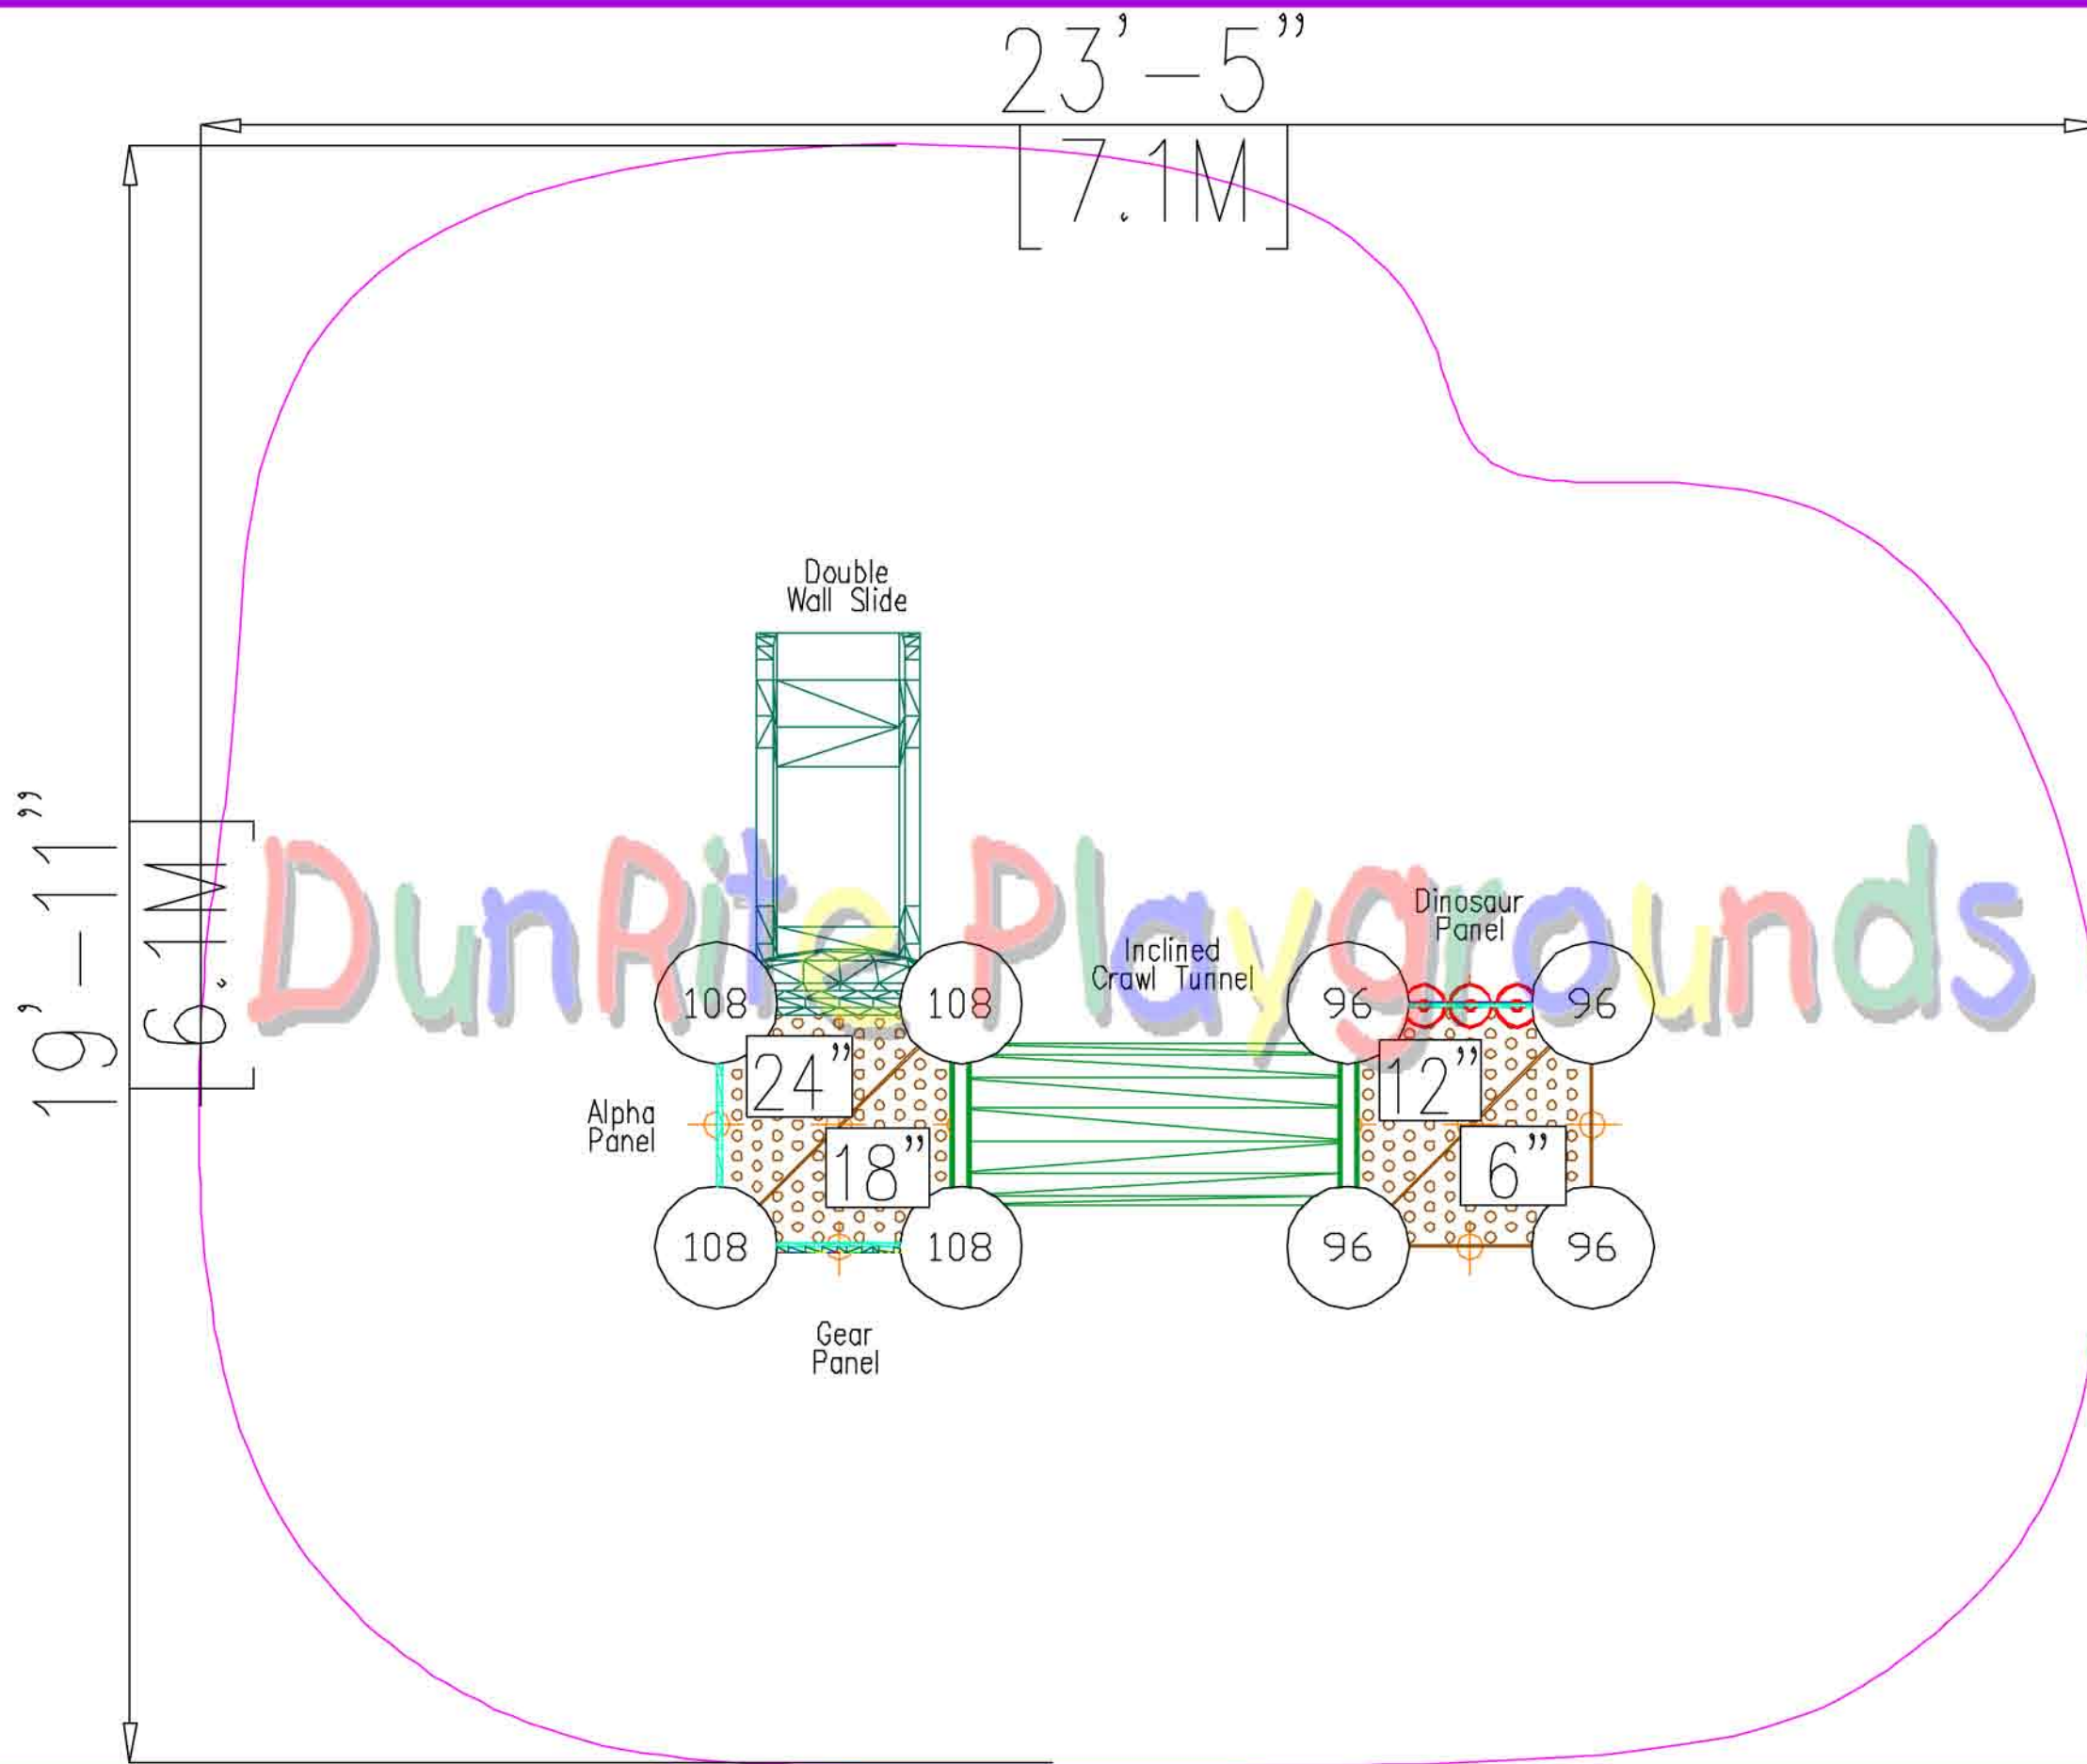 23'-5"
[7.1M]
19'-11"
[6.1M]
Double
Wall Slide
DunRite Playgrounds
Dinosaur
Panel
Inclined
Crawl Tunnel
108
108
96
96
24"
12"
Alpha
Panel
18"
6"
108
108
96
96
Gear
Panel